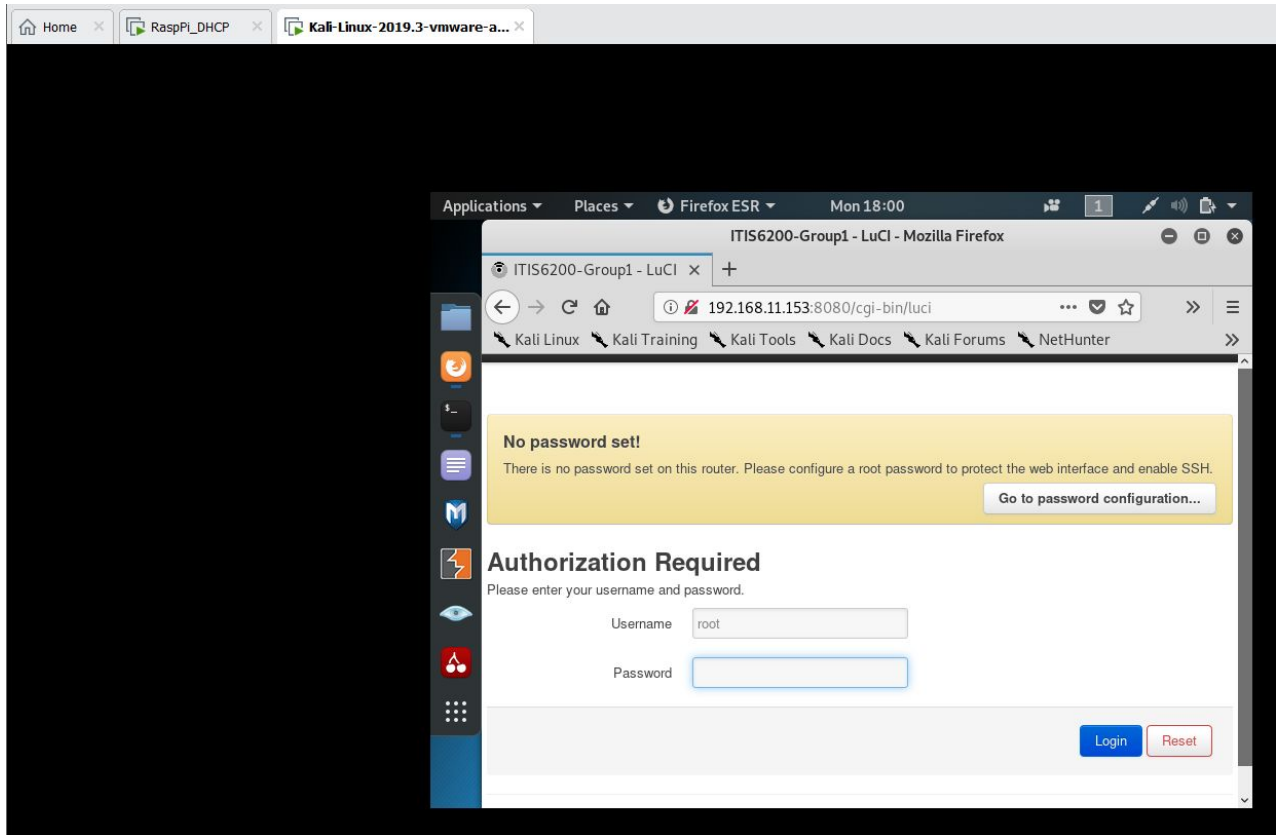 Home RaspPi_DHCP Kali-Linux-2019.3-vmware-a...
Applications Places Firefox ESR Mon 18:00 1
ITIS6200-Group1 - LuCI - Mozilla Firefox
ITIS6200-Group1 - LuCI
192.168.11.153:8080/cgi-bin/luci
Kali Linux Kali Training Kali Tools Kali Docs Kali Forums NetHunter
No password set!
There is no password set on this router. Please configure a root password to protect the web interface and enable SSH.
Go to password configuration...
Authorization Required
Please enter your username and password.
Username root
Password
Login Reset